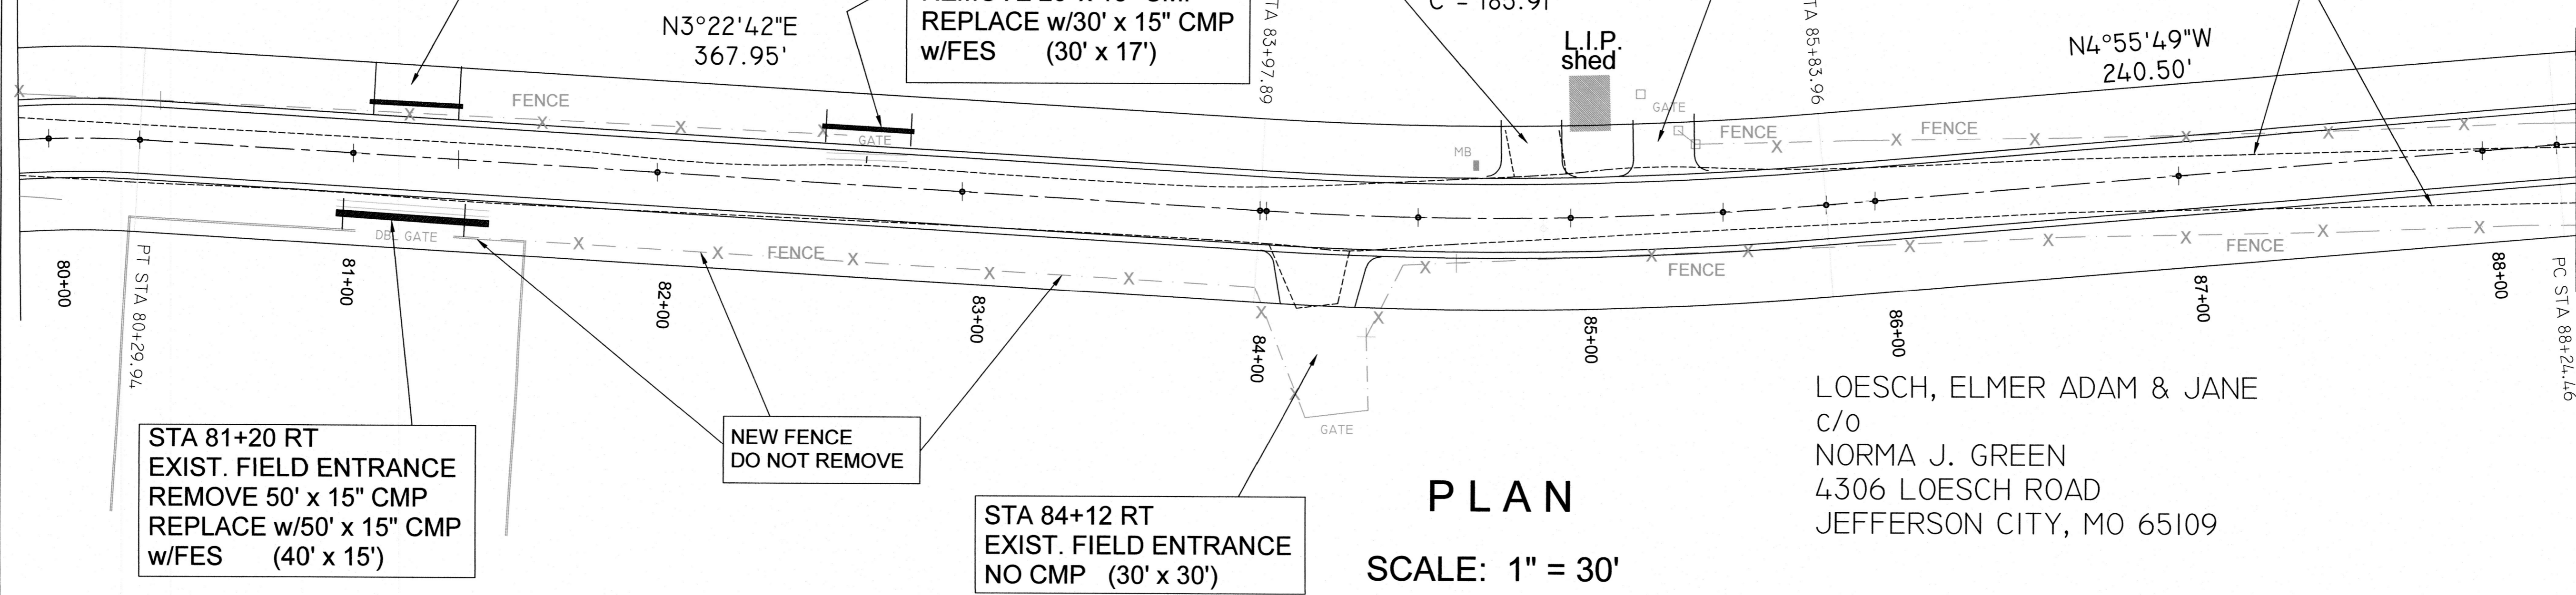 N3°22'42"E
367.95'
REPLACE w/30' x 15" CMP
w/FES (30' x 17')
STA 83+97.89
C = 185.91'
L.I.P.
shed
STA 85+83.96
N4°55'49"W
240.50'
FENCE
GATE
MB
GATE
FENCE
FENCE
DBL GATE
FENCE
FENCE
FENCE
GATE
80+00
PT STA 80+29.94
81+00
82+00
83+00
84+00
85+00
86+00
87+00
88+00
PC STA 88+24.46
STA 81+20 RT
EXIST. FIELD ENTRANCE
REMOVE 50' x 15" CMP
REPLACE w/50' x 15" CMP
w/FES (40' x 15')
NEW FENCE
DO NOT REMOVE
STA 84+12 RT
EXIST. FIELD ENTRANCE
NO CMP (30' x 30')
PLAN
SCALE: 1" = 30'
LOESCH, ELMER ADAM & JANE
C/O
NORMA J. GREEN
4306 LOESCH ROAD
JEFFERSON CITY, MO 65109